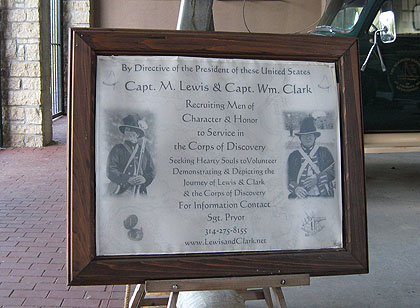 By Directive of the President of these United States
Capt. M. Lewis & Capt. Wm. Clark
Recruiting Men of
Character & Honor
to Service in
the Corps of Discovery
Seeking Hearty Souls to Volunteer
Demonstrating & Depicting the
Journey of Lewis & Clark
& the Corps of Discovery
For Information Contact
Sgt. Pryor
314-275-8155
www.LewisandClark.net